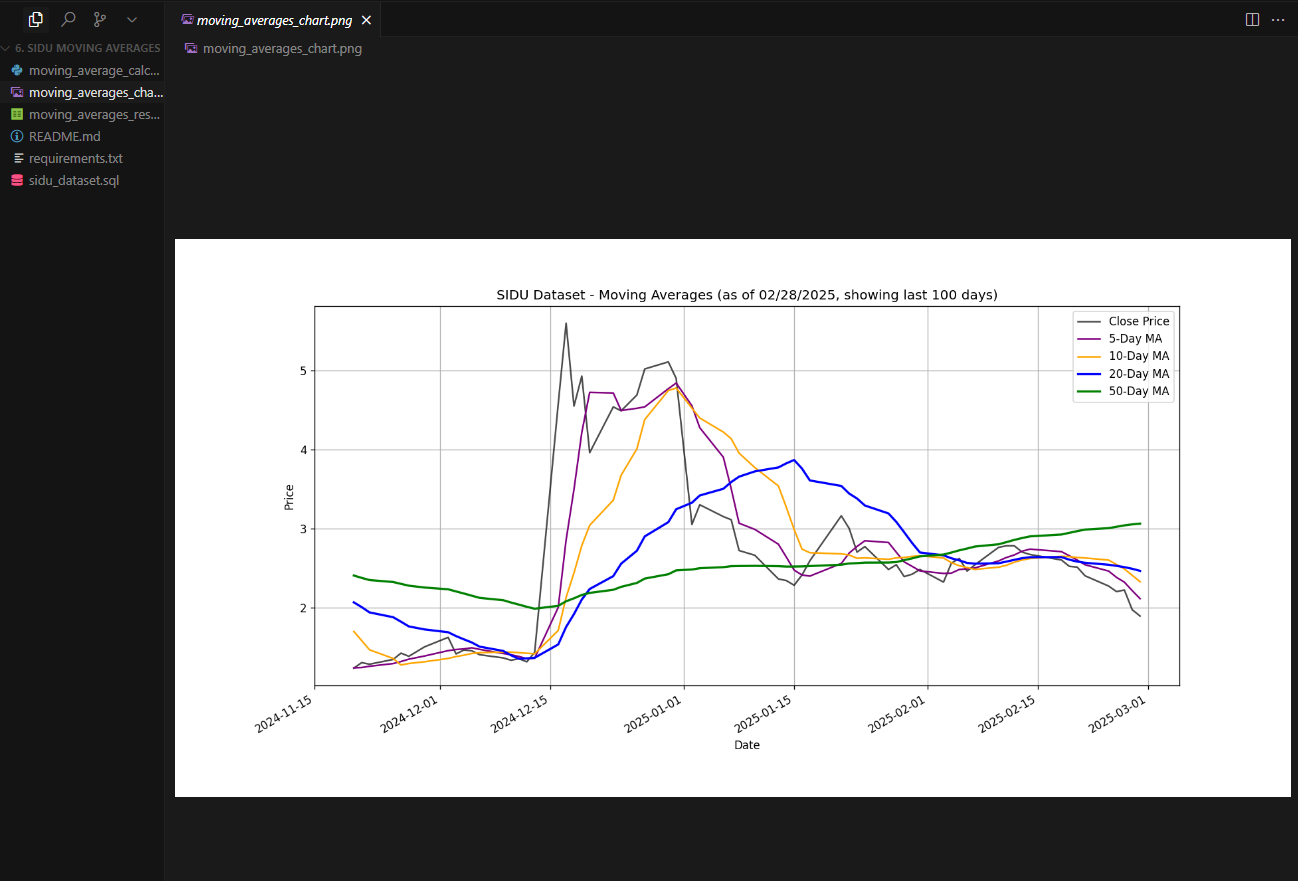 moving_averages_chart.png
6. SIDU MOVING AVERAGES
moving_averages_chart.png
moving_average_calc...
moving_averages_cha...
moving_averages_res...
README.md
requirements.txt
sidu_dataset.sql
SIDU Dataset - Moving Averages (as of 02/28/2025, showing last 100 days)
Close Price
5-Day MA
10-Day MA
20-Day MA
50-Day MA
5
4
3
2
Price
2024-11-15
2024-12-01
2024-12-15
2025-01-01
2025-01-15
2025-02-01
2025-02-15
2025-03-01
Date